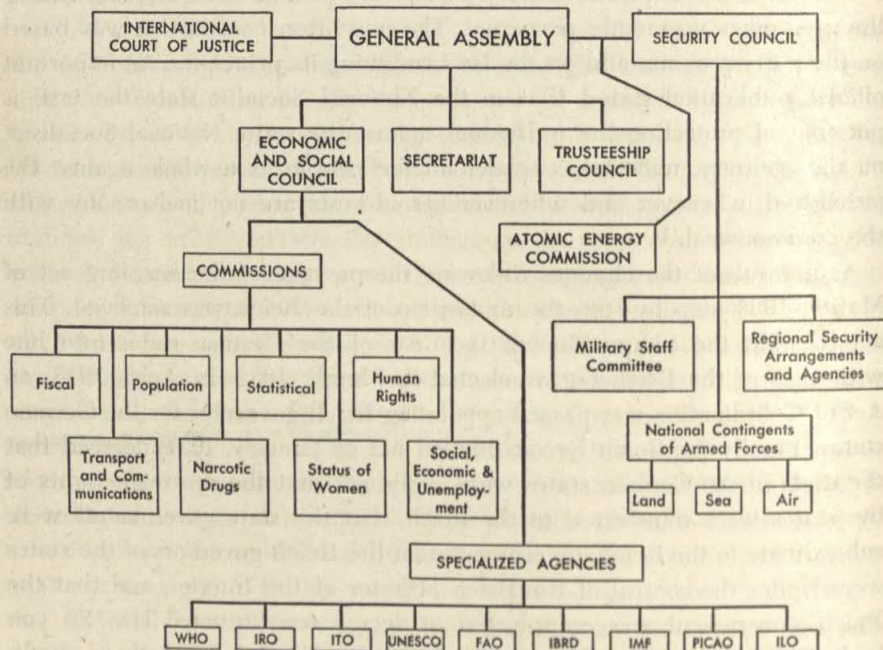 INTERNATIONAL
COURT OF JUSTICE
GENERAL ASSEMBLY
SECURITY COUNCIL
ECONOMIC
AND SOCIAL
COUNCIL
SECRETARIAT
TRUSTEESHIP
COUNCIL
ATOMIC ENERGY
COMMISSION
COMMISSIONS
Military Staff
Committee
Regional Security
Arrangements
and Agencies
Fiscal
Population
Statistical
Human
Rights
National Contingents
of Armed Forces
Transport
and Com-
munications
Narcotic
Drugs
Status of
Women
Social,
Economic &
Unemploy-
ment
Land
Sea
Air
SPECIALIZED AGENCIES
WHO
IRO
ITO
UNESCO
FAO
IBRD
IMF
PICAO
ILO